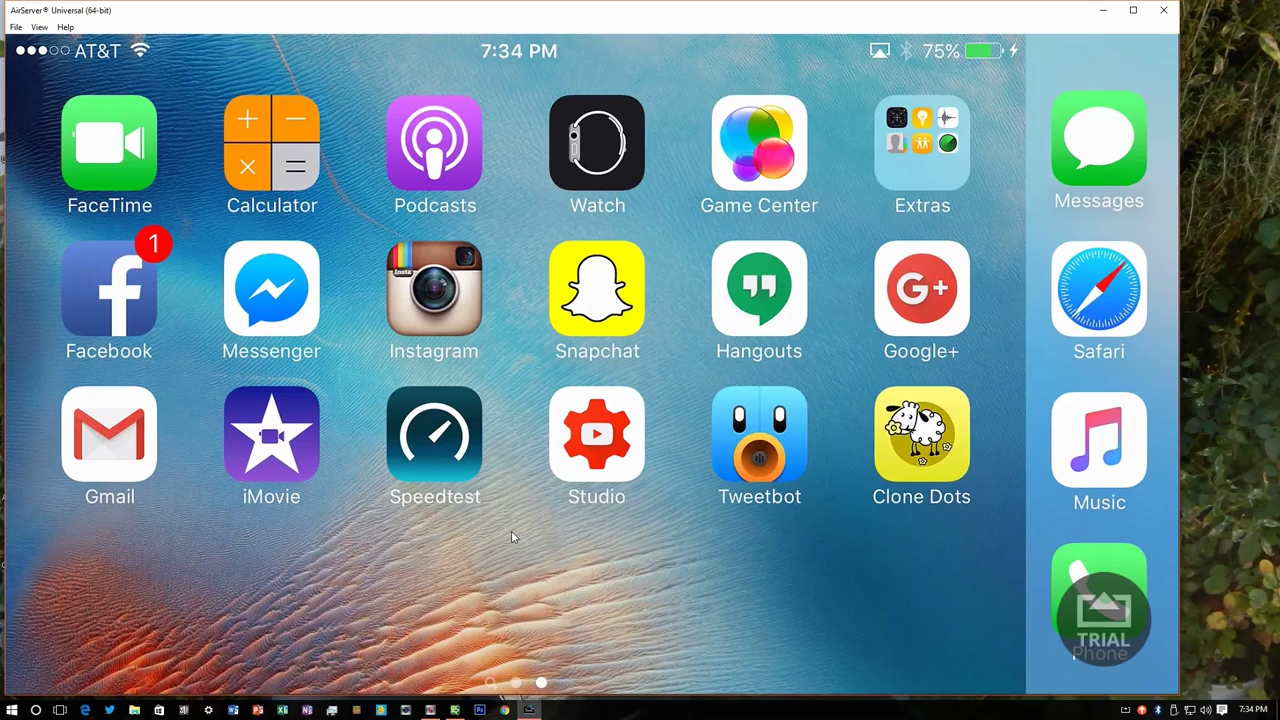 AirServer® Universal (64-bit)
File View Help
AT&T 7:34 PM 75%
FaceTime Calculator Podcasts Watch Game Center Extras Messages
1
Insta
G+
Facebook Messenger Instagram Snapchat Hangouts Google+ Safari
Gmail iMovie Speedtest Studio Tweetbot Clone Dots Music
TRIAL
Phone
7:34 PM